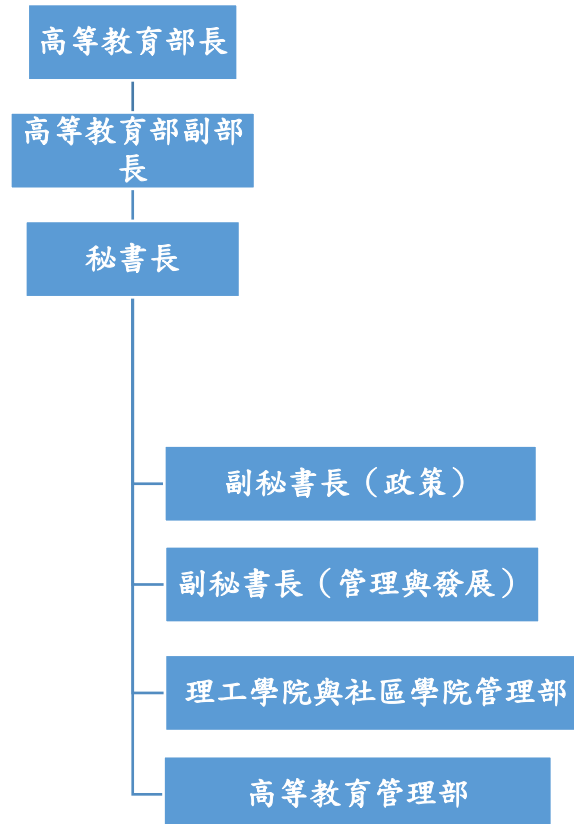 高等教育部長
高等教育部副部
長
秘書長
副秘書長（政策）
副秘書長（管理與發展）
理工學院與社區學院管理部
高等教育管理部